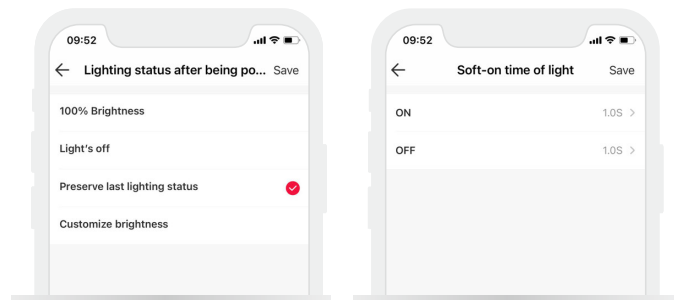 09:52
Lighting status after being po... Save
100% Brightness
Light's off
Preserve last lighting status
Customize brightness
09:52
Soft-on time of light Save
ON 1.0S >
OFF 1.0S >